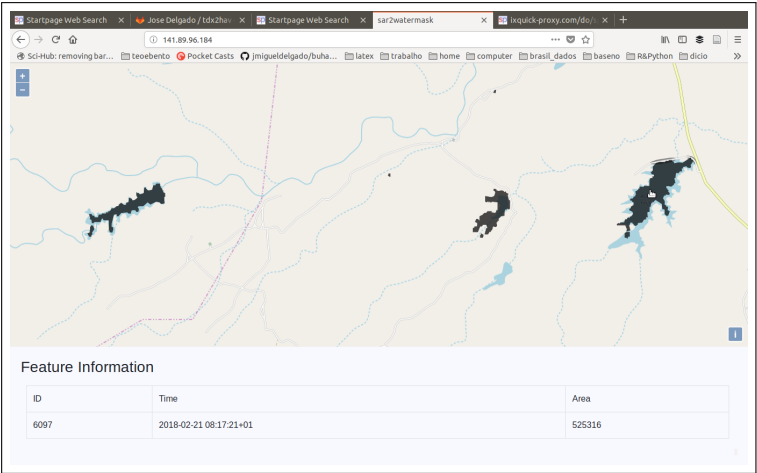 Startpage Web Search
Jose Delgado / tdx2hav
Startpage Web Search
sar2watermask
ixquick-proxy.com/do/s
141.89.96.184
Sci-Hub: removing bar...
teoebento
Pocket Casts
jmigueldelgado/buha...
latex
trabalho
home
computer
brasil_dados
baseno
R&Python
dicio
+
−
i
Feature Information
ID Time Area
6097 2018-02-21 08:17:21+01 525316